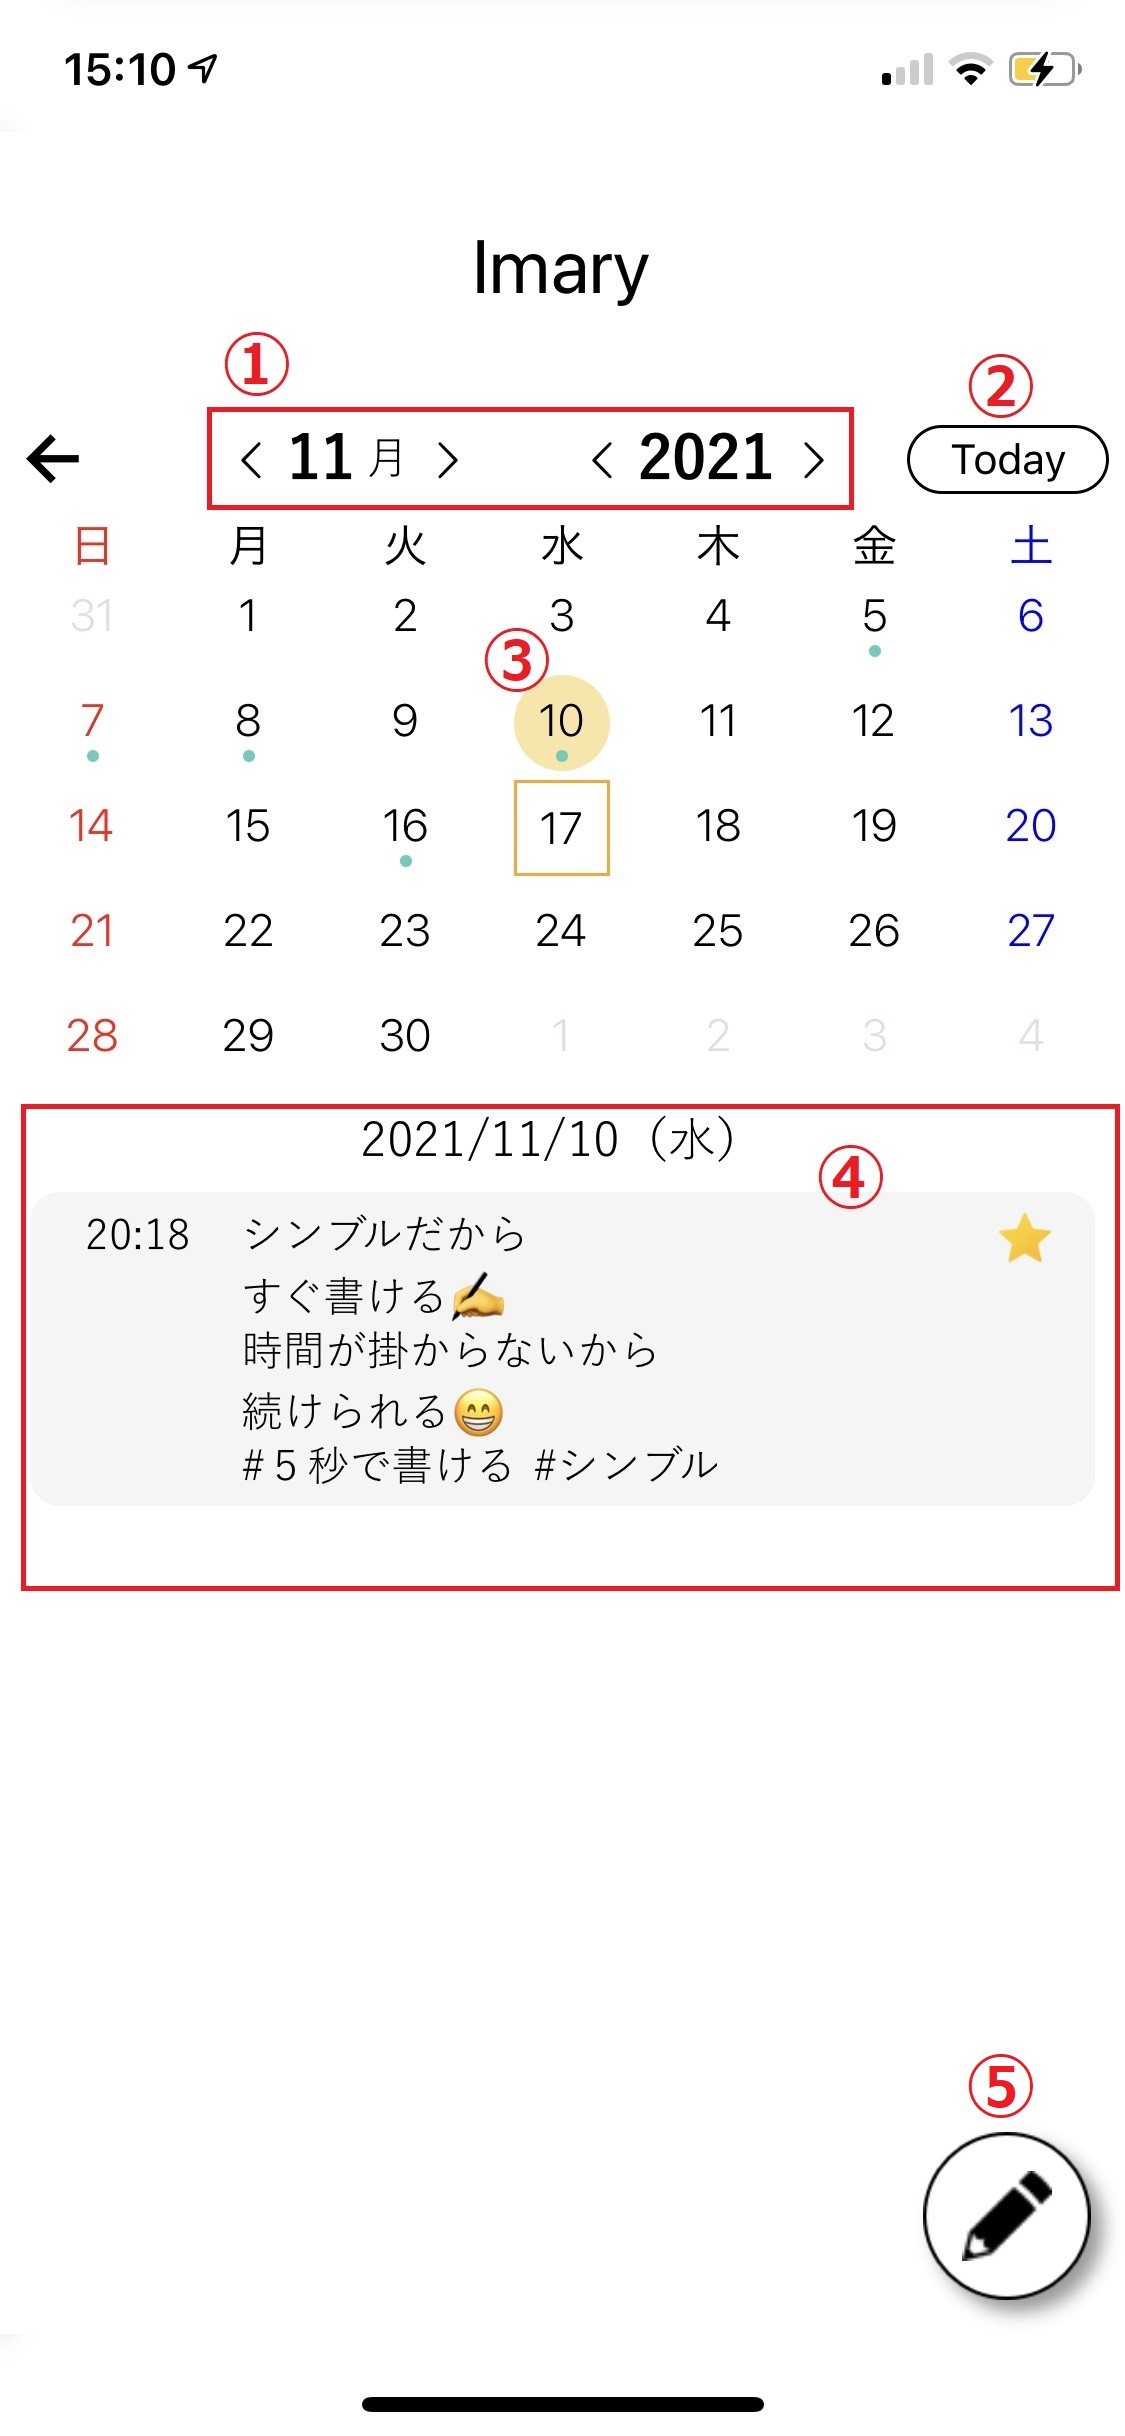 15:10
Imary
①
②
11 月 2021 Today
日 月 火 水 木 金 土
31 1 2 3 4 5 6
③
7 8 9 10 11 12 13
14 15 16 17 18 19 20
21 22 23 24 25 26 27
28 29 30 1 2 3 4
2021/11/10（水）
④
20:18 シンブルだから
すぐ書ける✍
時間が掛からないから
続けられる😁
#５秒で書ける #シンブル
⑤